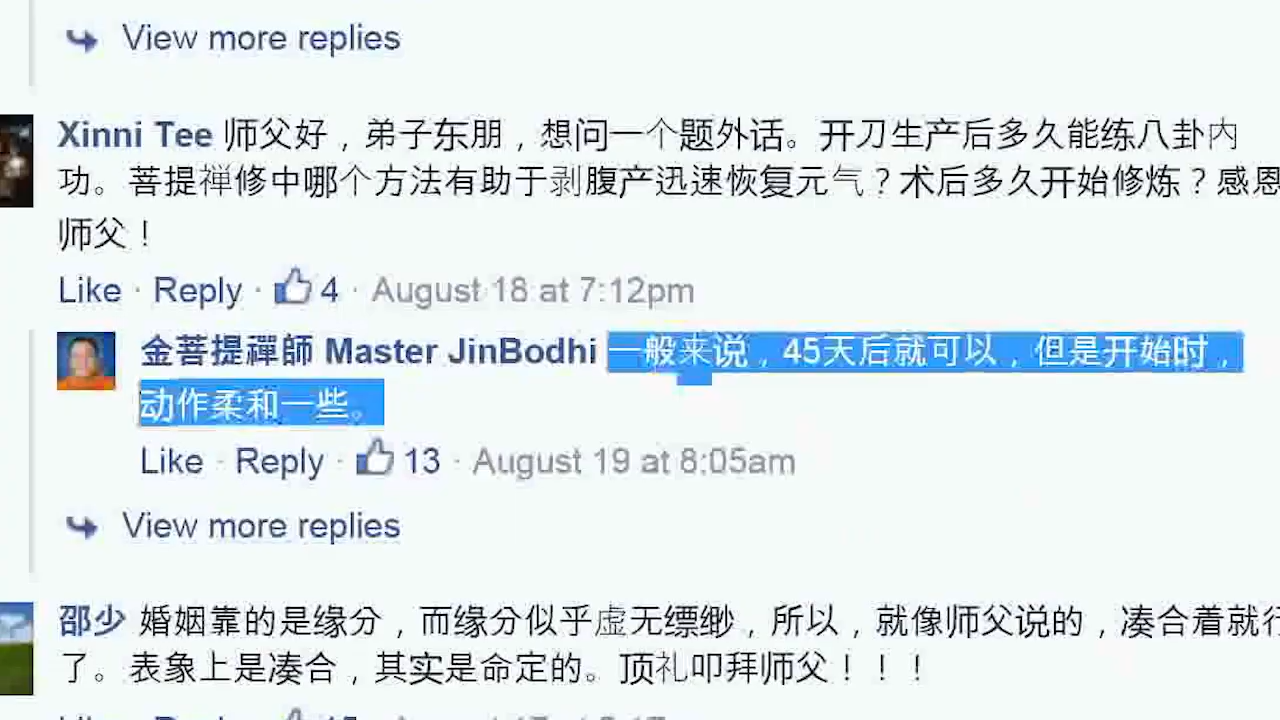 View more replies
Xinni Tee 师父好，弟子东朋，想问一个题外话。开刀生产后多久能练八卦内
功。菩提禅修中哪个方法有助于剥腹产迅速恢复元气？术后多久开始修炼？感恩
师父！
Like · Reply · 4 · August 18 at 7:12pm
金菩提禪師 Master JinBodhi 一般来说，45天后就可以，但是开始时，
动作柔和一些。
Like · Reply · 13 · August 19 at 8:05am
View more replies
邵少 婚姻靠的是缘分，而缘分似乎虚无缥缈，所以，就像师父说的，凑合着就行
了。表象上是凑合，其实是命定的。顶礼叩拜师父！！！